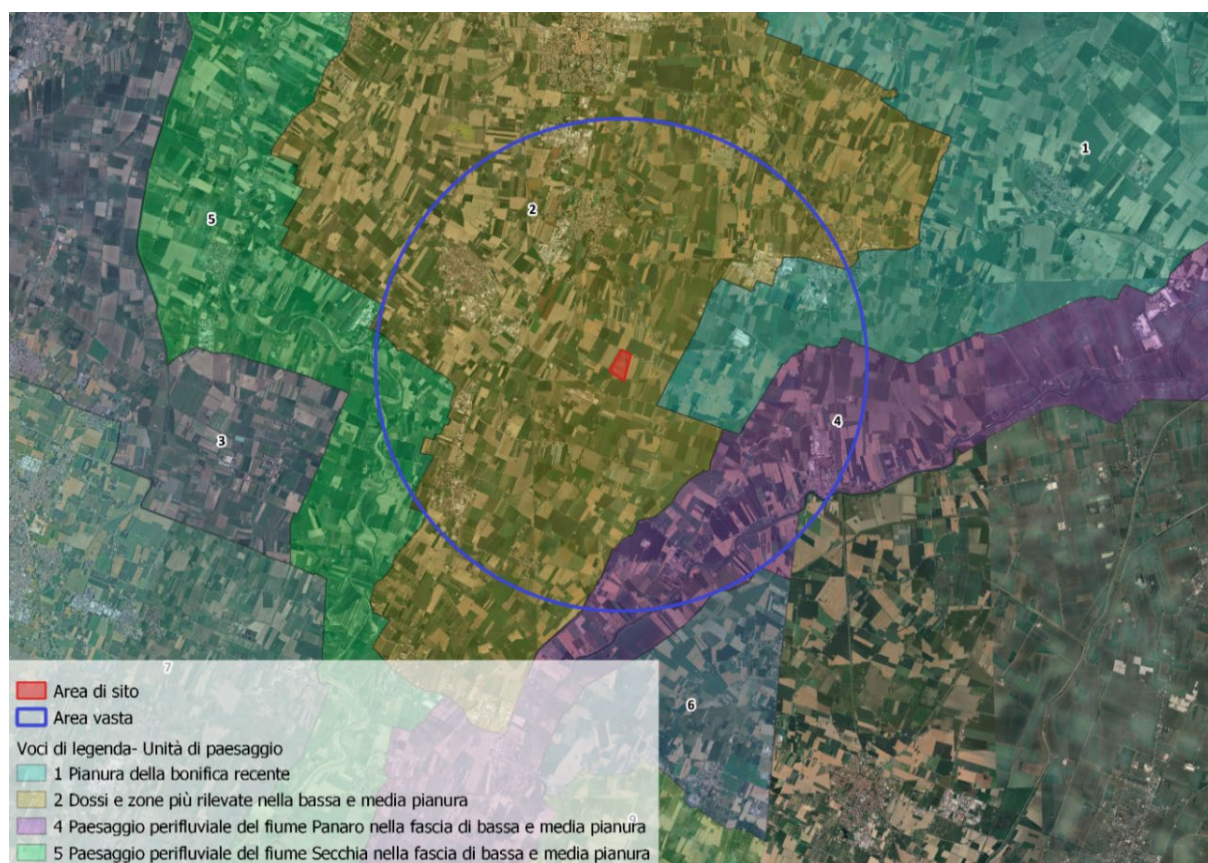 1
5
2
4
3
7
6
9
Area di sito
Area vasta
Voci di legenda- Unità di paesaggio
1 Pianura della bonifica recente
2 Dossi e zone più rilevate nella bassa e media pianura
4 Paesaggio perifluviale del fiume Panaro nella fascia di bassa e media pianura
5 Paesaggio perifluviale del fiume Secchia nella fascia di bassa e media pianura